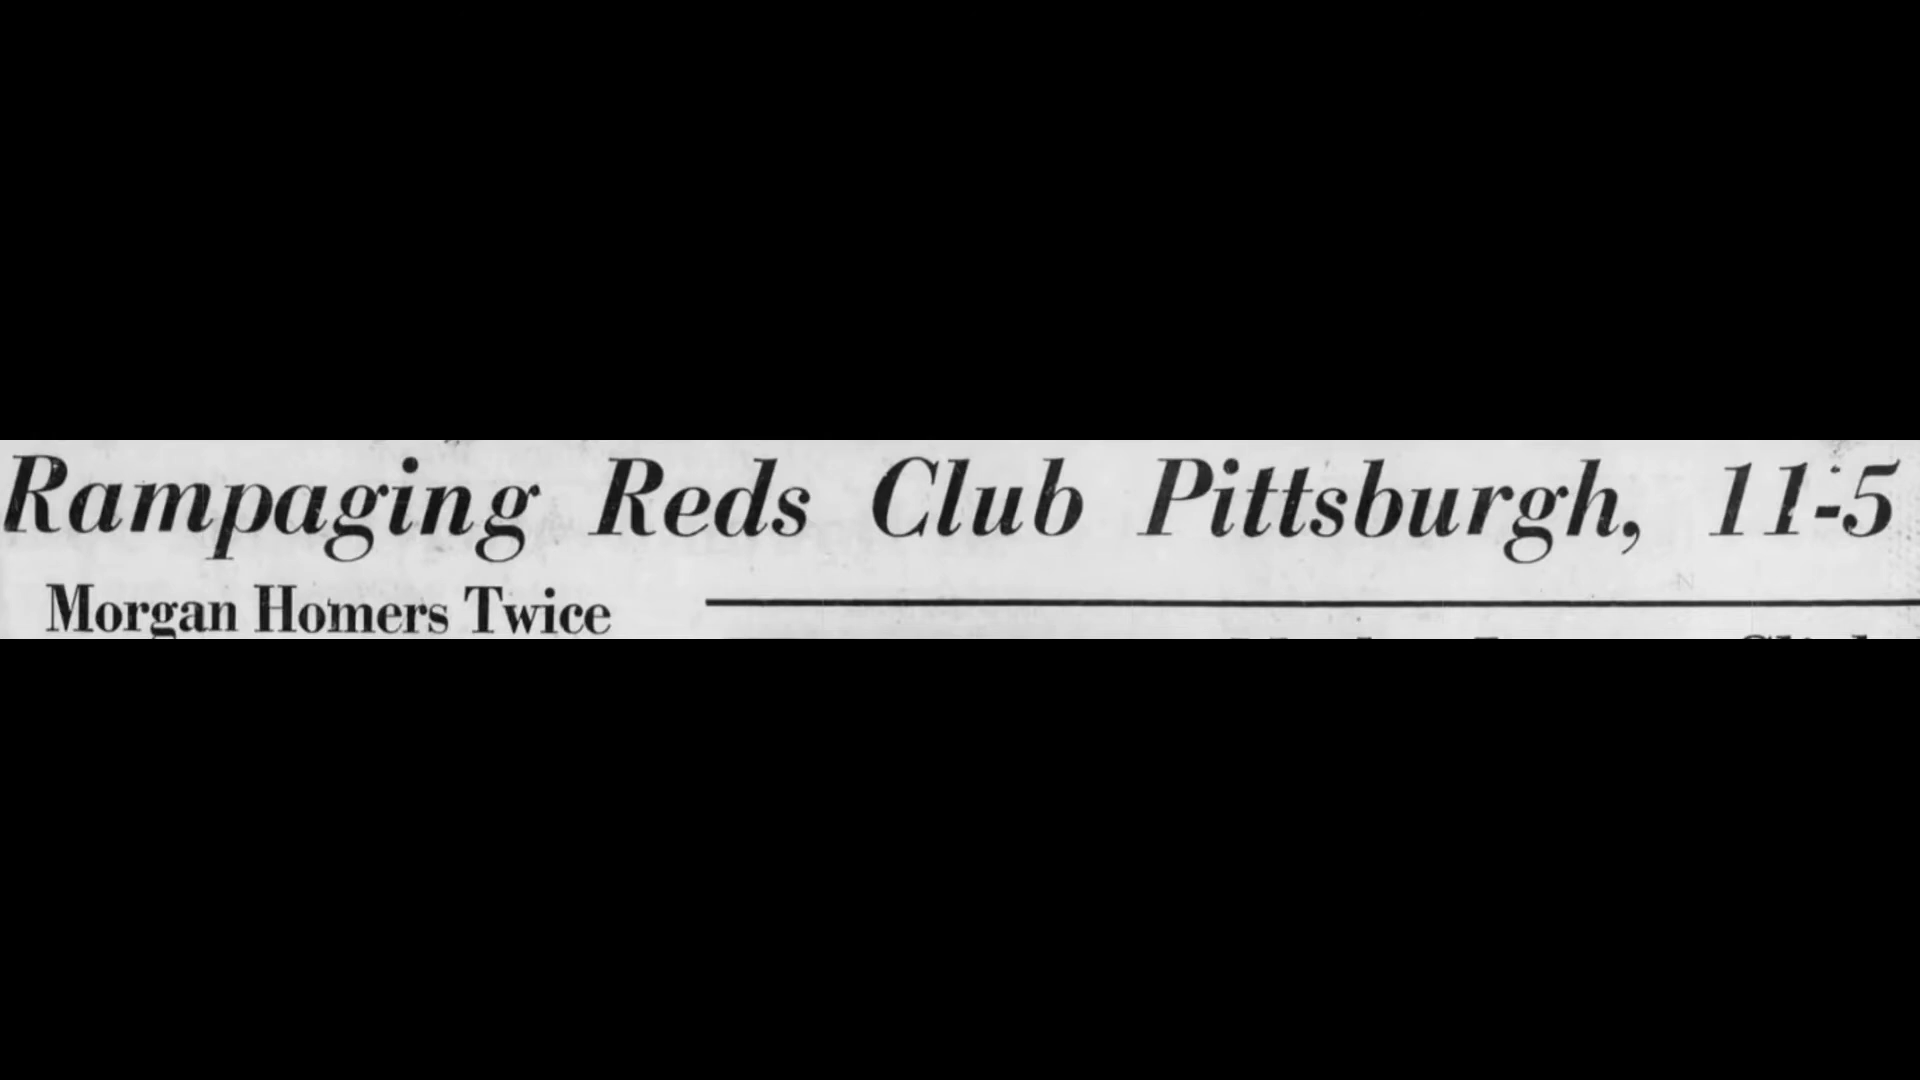 Rampaging Reds Club Pittsburgh, 11-5
Morgan Homers Twice